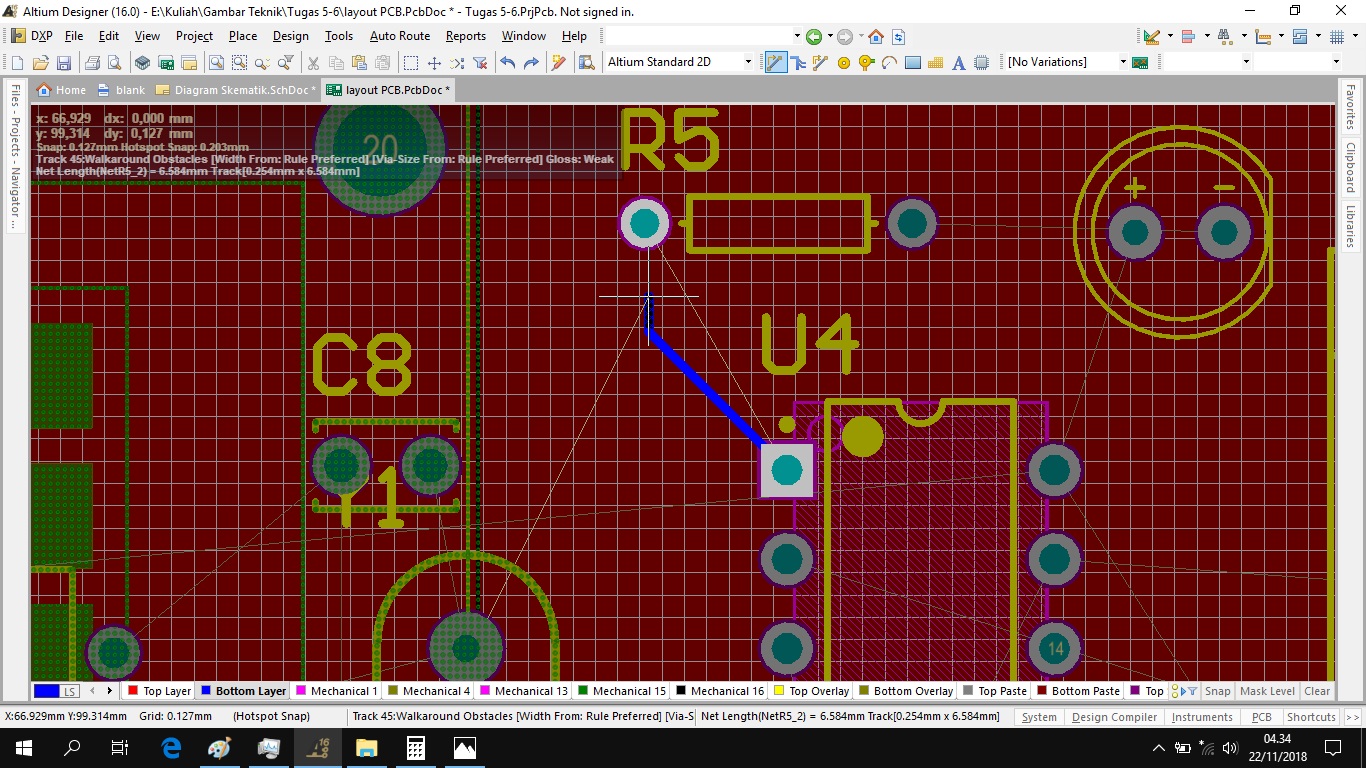 Altium Designer (16.0) - E:\Kuliah\Gambar Teknik\Tugas 5-6\layout PCB.PcbDoc * - Tugas 5-6.PrjPcb. Not signed in.
DXP File Edit View Project Place Design Tools Auto Route Reports Window Help
Altium Standard 2D [No Variations]
Home blank Diagram Skematik.SchDoc * layout PCB.PcbDoc *
Files - Projects - Navigator ...
Favorites
Clipboard
Libraries
x: 66,929 dx: 0,000 mm
y: 99,314 dy: 0,127 mm
Snap: 0.127mm Hotspot Snap: 0.203mm
Track 45:Walkaround Obstacles [Width From: Rule Preferred] [Via-Size From: Rule Preferred] Gloss: Weak
Net Length(NetR5_2) = 6.584mm Track[0.254mm x 6.584mm]
20
R5
+ -
U4
C8
Y1
14
LS Top Layer Bottom Layer Mechanical 1 Mechanical 4 Mechanical 13 Mechanical 15 Mechanical 16 Top Overlay Bottom Overlay Top Paste Bottom Paste Top Snap Mask Level Clear
X:66.929mm Y:99.314mm Grid: 0.127mm (Hotspot Snap) Track 45:Walkaround Obstacles [Width From: Rule Preferred] [Via-S Net Length(NetR5_2) = 6.584mm Track[0.254mm x 6.584mm] System Design Compiler Instruments PCB Shortcuts >>
16
04.34
22/11/2018